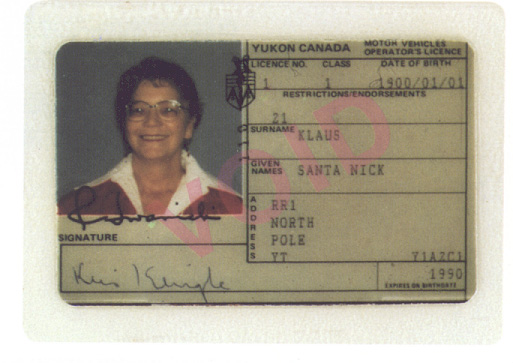 YUKON CANADA MOTOR VEHICLES
OPERATOR'S LICENCE
LICENCE NO. CLASS DATE OF BIRTH
1 1 1900/01/01
RESTRICTIONS/ENDORSEMENTS
21
SURNAME KLAUS
GIVEN NAMES SANTA NICK
ADDRESS RR1
NORTH
POLE
YT Y1AZC1
SIGNATURE
Kris Kringle
1990
EXPIRES ON BIRTHDATE
VOID